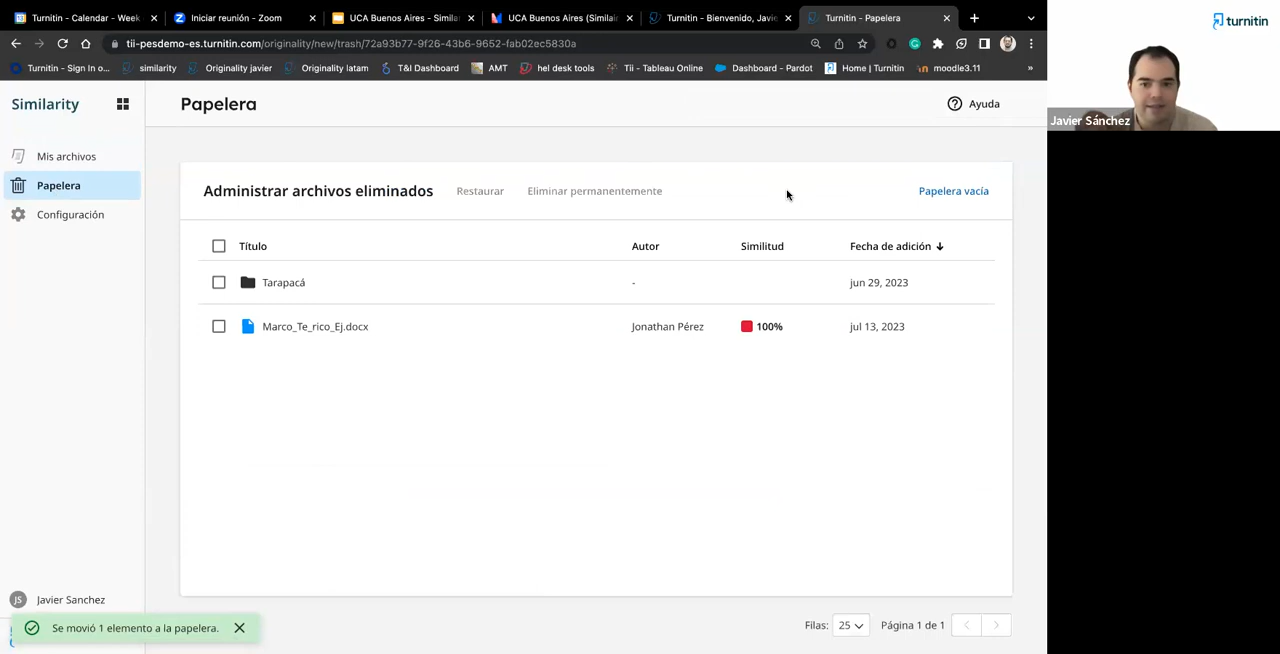 Turnitin - Calendar - Week
Iniciar reunión - Zoom
UCA Buenos Aires - Simila
UCA Buenos Aires (Similair
Turnitin - Bienvenido, Javie
Turnitin - Papelera
tii-pesdemo-es.turnitin.com/originality/new/trash/72a93b77-9f26-43b6-9652-fab02ec5830a
Turnitin - Sign In o...
similarity
Originality javier
Originality latam
T&I Dashboard
AMT
hel desk tools
Tii - Tableau Online
Dashboard - Pardot
Home | Turnitin
moodle3.11
»
turnitin
Javier Sánchez
Similarity
Papelera
Ayuda
Mis archivos
Papelera
Configuración
Administrar archivos eliminados
Restaurar
Eliminar permanentemente
Papelera vacía
Título
Autor
Similitud
Fecha de adición
Tarapacá
-
jun 29, 2023
Marco_Te_rico_Ej.docx
Jonathan Pérez
100%
jul 13, 2023
JS
Javier Sanchez
Se movió 1 elemento a la papelera.
Filas:
25
Página 1 de 1